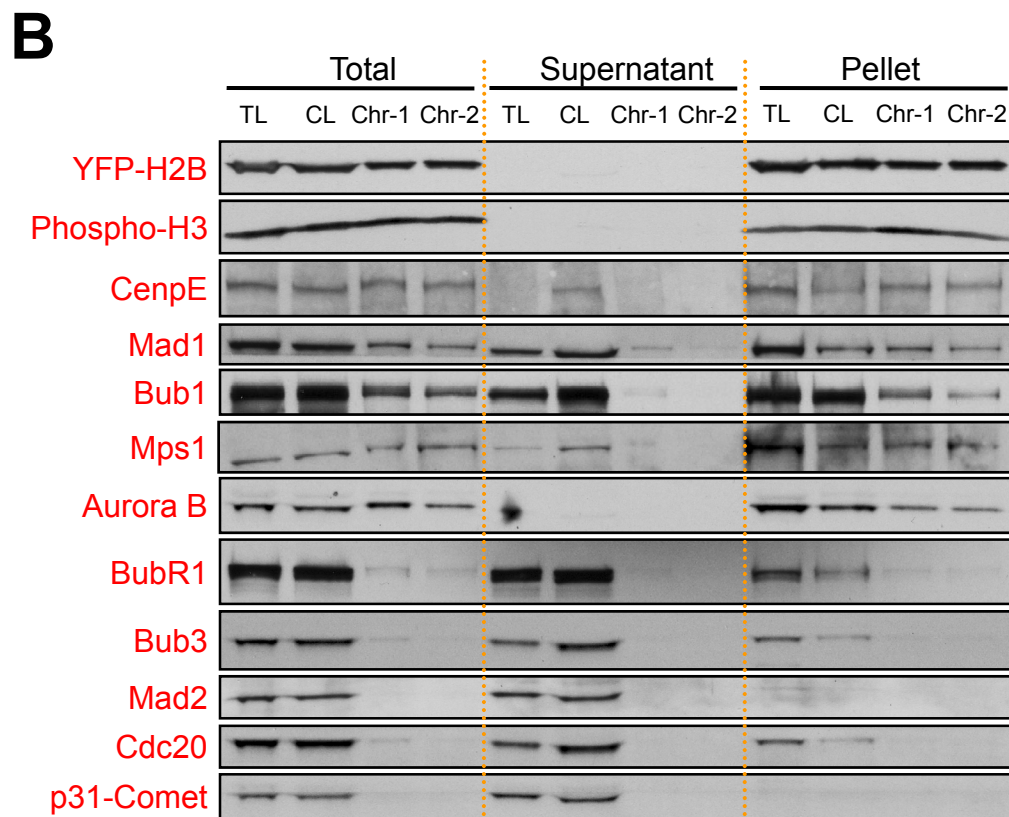 B
Total Supernatant Pellet
TL CL Chr-1 Chr-2 TL CL Chr-1 Chr-2 TL CL Chr-1 Chr-2
YFP-H2B
Phospho-H3
CenpE
Mad1
Bub1
Mps1
Aurora B
BubR1
Bub3
Mad2
Cdc20
p31-Comet